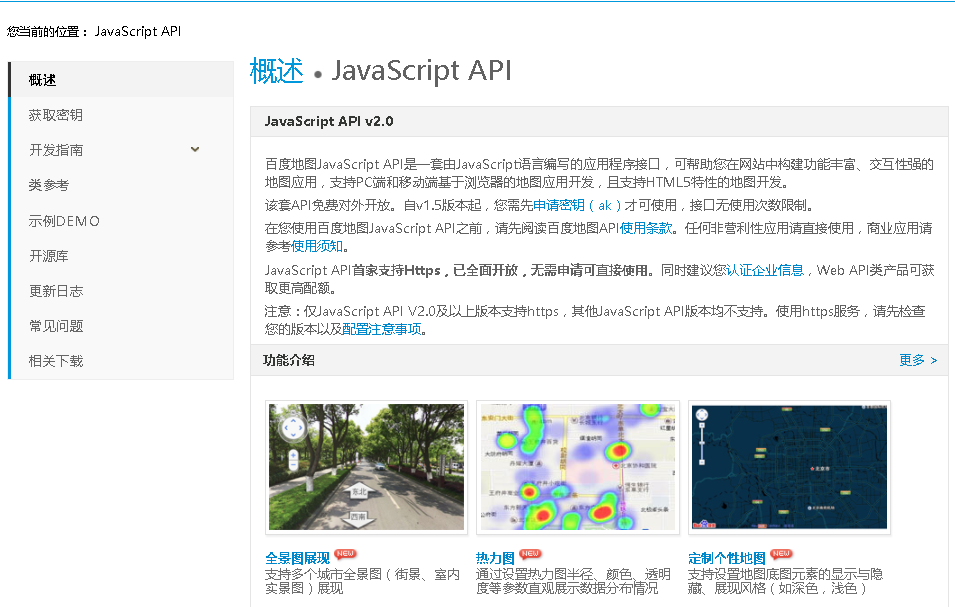 您当前的位置： JavaScript API
概述
获取密钥
开发指南
类参考
示例DEMO
开源库
更新日志
常见问题
相关下载
概述 • JavaScript API
JavaScript API v2.0
百度地图JavaScript API是一套由JavaScript语言编写的应用程序接口，可帮助您在网站中构建功能丰富、交互性强的
地图应用，支持PC端和移动端基于浏览器的地图应用开发，且支持HTML5特性的地图开发。
该套API免费对外开放。自v1.5版本起，您需先申请密钥（ak）才可使用，接口无使用次数限制。
在您使用百度地图JavaScript API之前，请先阅读百度地图API使用条款。任何非营利性应用请直接使用，商业应用请
参考使用须知。
JavaScript API首家支持Https，已全面开放，无需申请可直接使用。同时建议您认证企业信息，Web API类产品可获
取更高配额。
注意：仅JavaScript API V2.0及以上版本支持https，其他JavaScript API版本均不支持。使用https服务，请先检查
您的版本以及配置注意事项。
功能介绍
更多 >
东北
西南
北京市
全景图展现 NEW
支持多个城市全景图（街景、室内
实景图）展现
热力图 NEW
通过设置热力图半径、颜色、透明
度等参数直观展示数据分布情况
定制个性地图 NEW
支持设置地图底图元素的显示与隐
藏、展现风格（如深色，浅色）